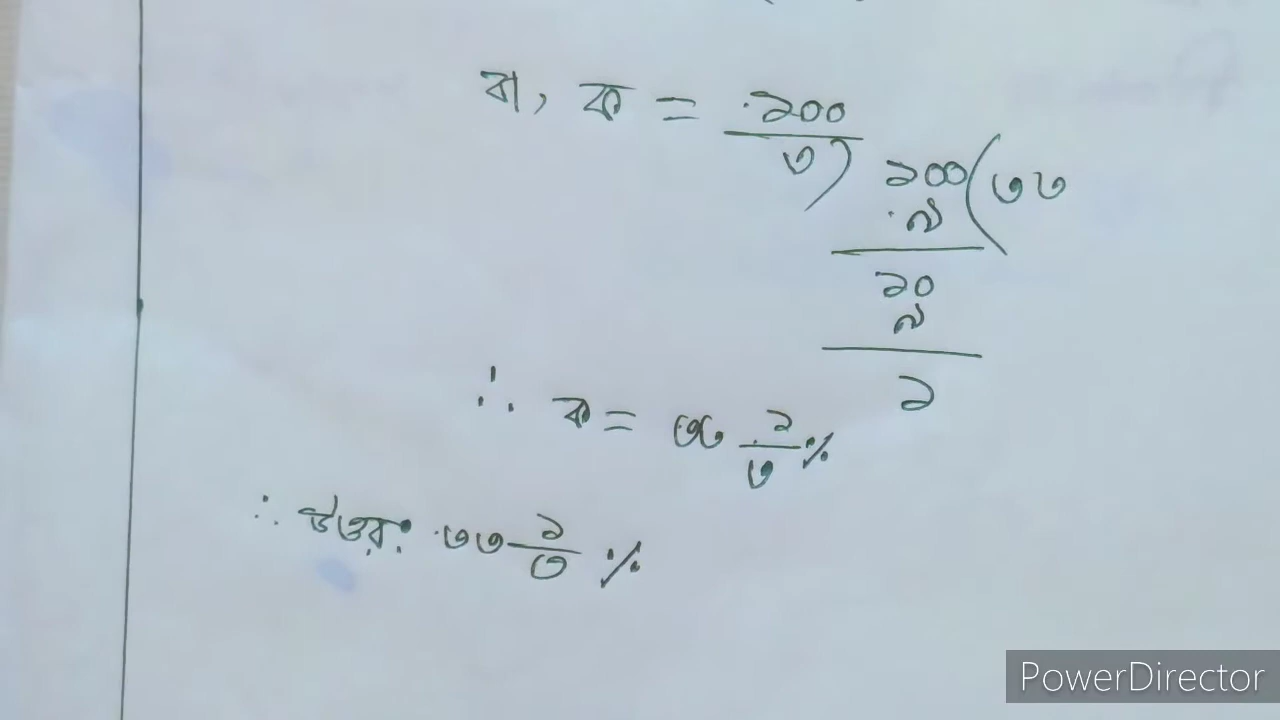 বা, ক = ১০০/৩
৩) ১০০ (৩৩
৯
১০
৯
১
∴ ক = ৩৩ ১/৩ %
∴ উত্তর: ৩৩ ১/৩ %
PowerDirector